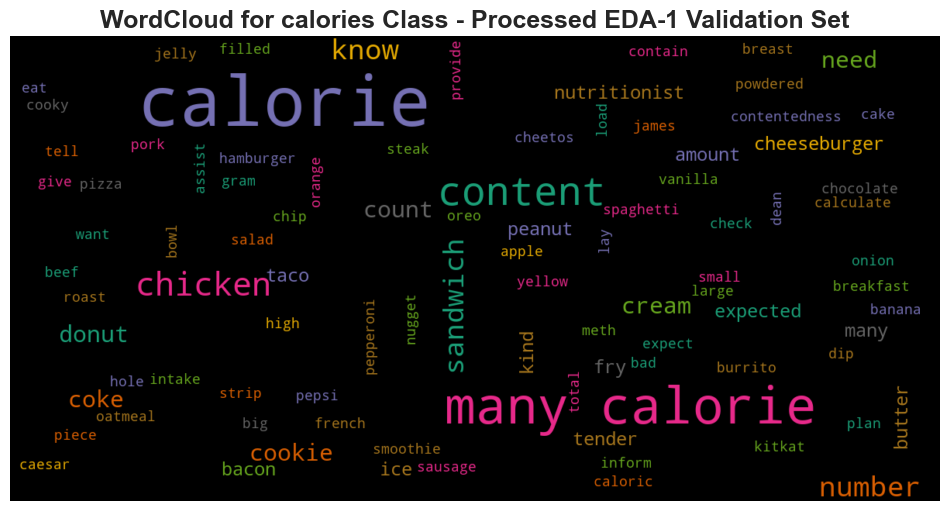 WordCloud for calories Class - Processed EDA-1 Validation Set
jelly
filled
know
provide
contain
breast
need
eat
cooky
calorie
nutritionist
powdered
load
contentedness
cake
cheetos
james
tell
pork
assist
hamburger
steak
amount
cheeseburger
give
pizza
gram
orange
content
vanilla
chocolate
calculate
count
oreo
spaghetti
dean
chip
peanut
check
want
bowl
salad
apple
lay
beef
chicken
taco
sandwich
yellow
small
onion
roast
large
breakfast
high
pepperoni
nugget
cream
expected
banana
donut
kind
meth
many
expect
dip
hole
intake
fry
bad
burrito
coke
strip
pepsi
total
oatmeal
many calorie
butter
piece
big
french
plan
cookie
smoothie
tender
kitkat
caesar
bacon
ice
sausage
inform
caloric
number